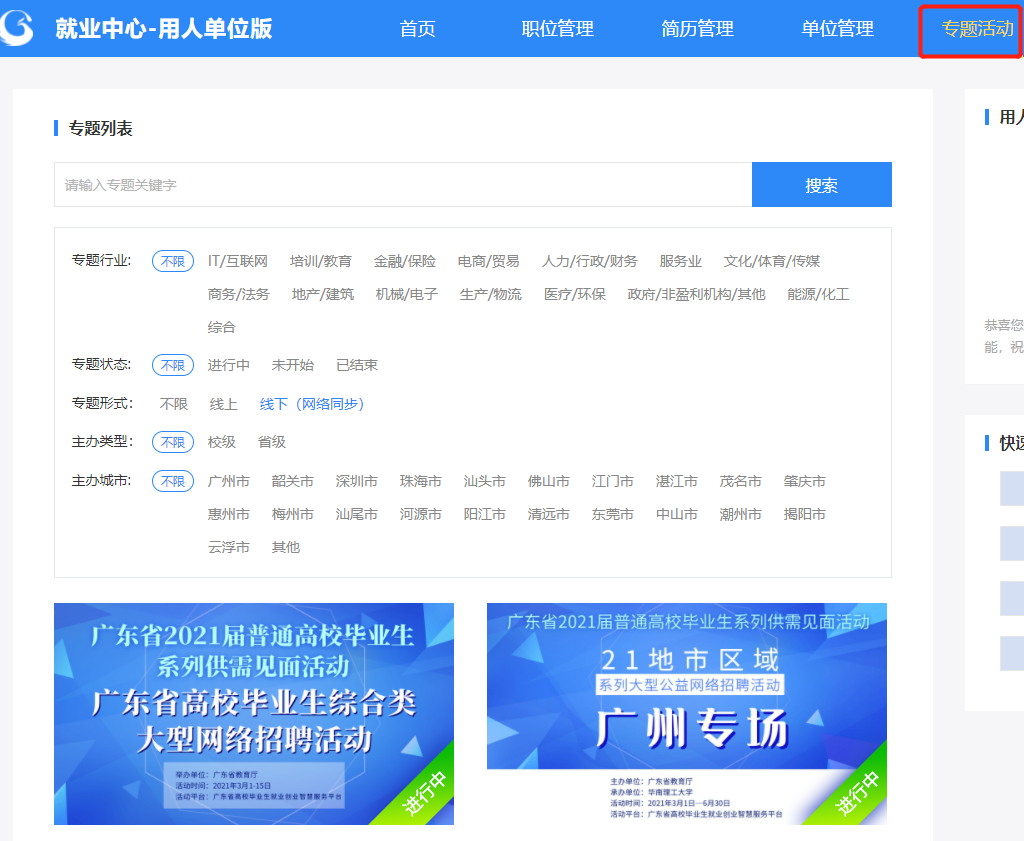 就业中心-用人单位版 首页 职位管理 简历管理 单位管理 专题活动
专题列表
请输入专题关键字 搜索
专题行业: 不限 IT/互联网 培训/教育 金融/保险 电商/贸易 人力/行政/财务 服务业 文化/体育/传媒
商务/法务 地产/建筑 机械/电子 生产/物流 医疗/环保 政府/非盈利机构/其他 能源/化工
综合
专题状态: 不限 进行中 未开始 已结束
专题形式: 不限 线上 线下（网络同步）
主办类型: 不限 校级 省级
主办城市: 不限 广州市 韶关市 深圳市 珠海市 汕头市 佛山市 江门市 湛江市 茂名市 肇庆市
惠州市 梅州市 汕尾市 河源市 阳江市 清远市 东莞市 中山市 潮州市 揭阳市
云浮市 其他
广东省2021届普通高校毕业生
系列供需见面活动
广东省高校毕业生综合类
大型网络招聘活动
举办单位：广东省教育厅
活动时间：2021年3月1-15日
活动平台：广东省高校毕业生就业创业智慧服务平台
进行中
广东省2021届普通高校毕业生系列供需见面活动
21地市区域
系列大型公益网络招聘活动
广州专场
主办单位：广东省教育厅
承办单位：华南理工大学
活动时间：2021年3月1日—6月30日
活动平台：广东省高校毕业生就业创业智慧服务平台
进行中
用人
恭喜您
能，祝
快速